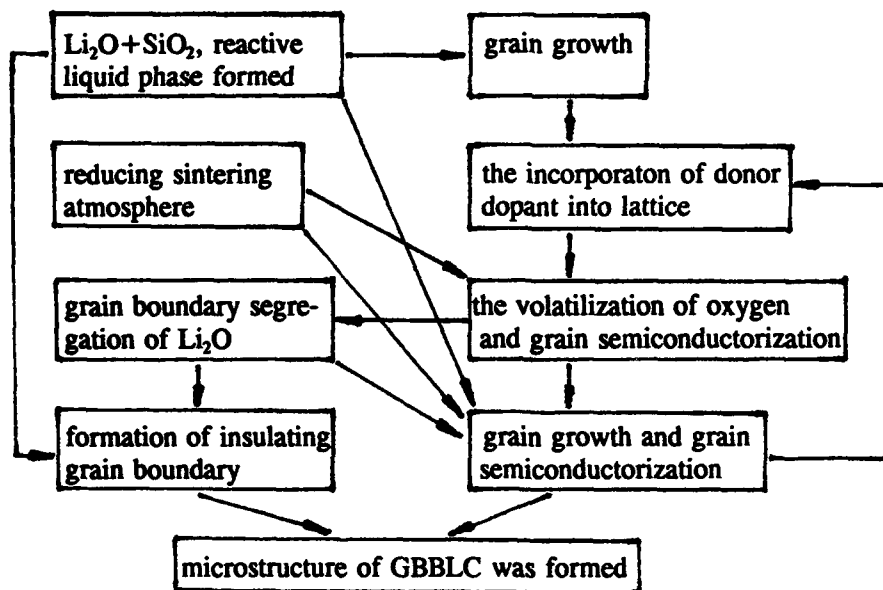 Li₂O+SiO₂, reactive
liquid phase formed
grain growth
reducing sintering
atmosphere
the incorporaton of donor
dopant into lattice
grain boundary segre-
gation of Li₂O
the volatilization of oxygen
and grain semiconductorization
formation of insulating
grain boundary
grain growth and grain
semiconductorization
microstructure of GBBLC was formed